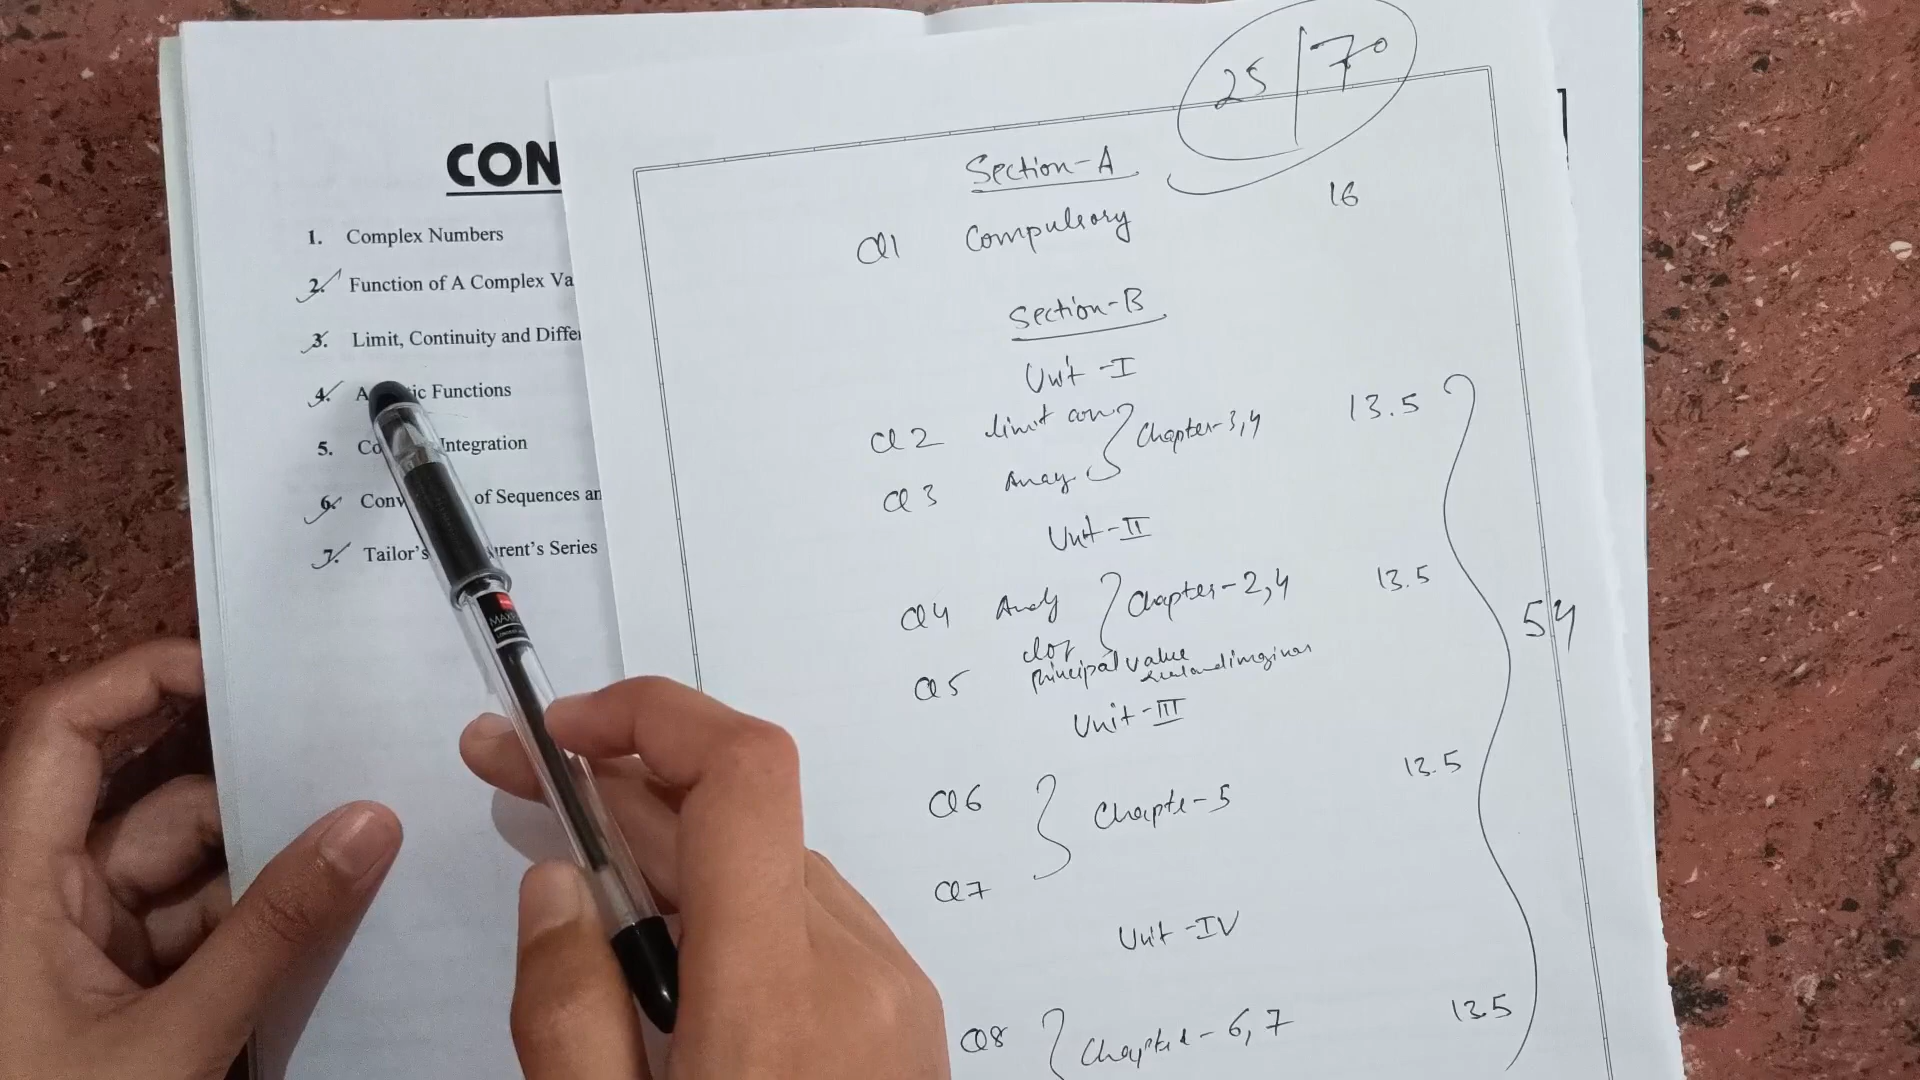 CON
1. Complex Numbers
2. Function of A Complex Va
3. Limit, Continuity and Diffe
4. A ic Functions
5. Co Integration
6. Conv of Sequences an
7. Tailor's rent's Series
25/70
Section-A
Q1 Compulsory 16
Section-B
Unit-I
Q2 limit con Chapter-3,4 13.5
Q3 Analy
Unit-II
Q4 Analy Chapter-2,4 13.5
Q5 principal value
Unit-III
13.5
Q6 Chapte-5
Q7
Unit-IV
Q8 Chapter-6,7 13.5
54